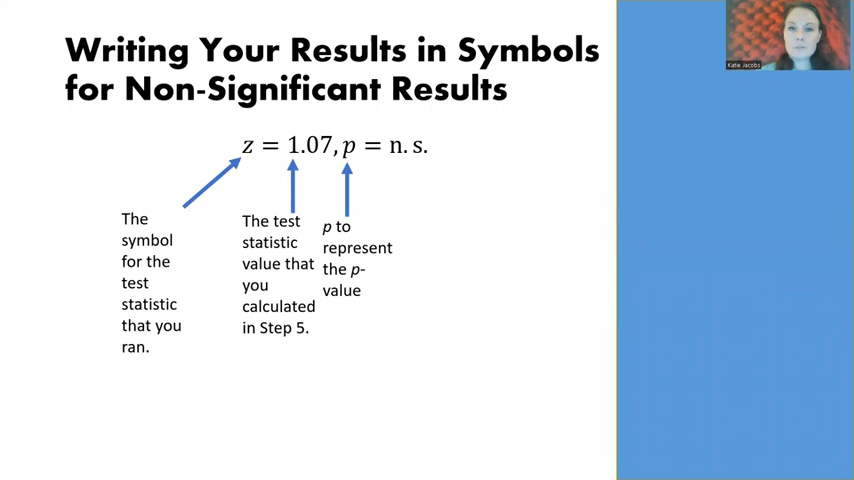 Writing Your Results in Symbols
for Non-Significant Results
z = 1.07, p = n. s.
The
symbol
for the
test
statistic
that you
ran.
The test
statistic
value that
you
calculated
in Step 5.
p to
represent
the p-
value
Katie Jacobs